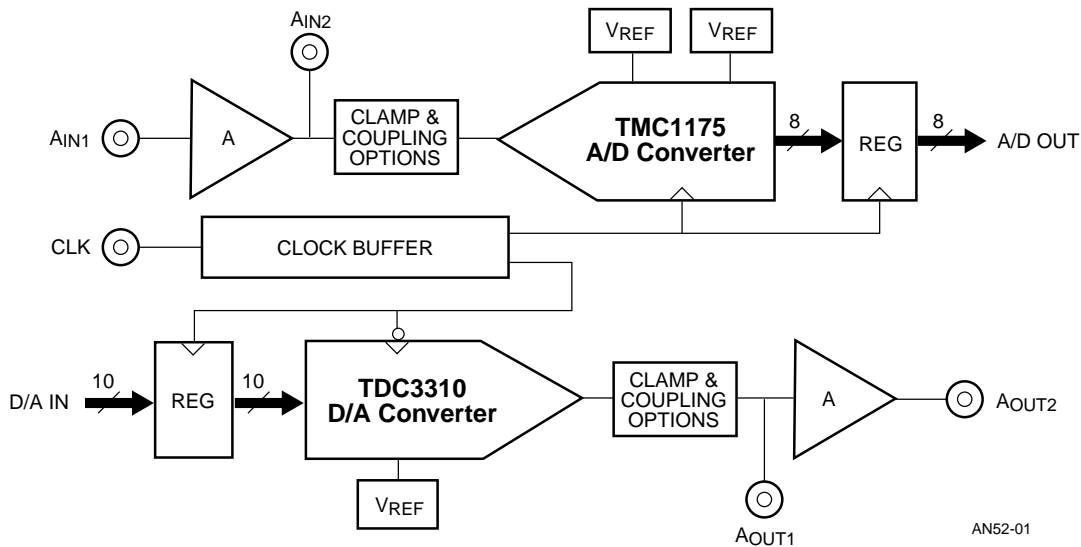 AIN2
VREF
VREF
AIN1
A
CLAMP &
COUPLING
OPTIONS
TMC1175
A/D Converter
8
REG
8
A/D OUT
CLK
CLOCK BUFFER
D/A IN
10
REG
10
TDC3310
D/A Converter
CLAMP &
COUPLING
OPTIONS
A
AOUT2
VREF
AOUT1
AN52-01